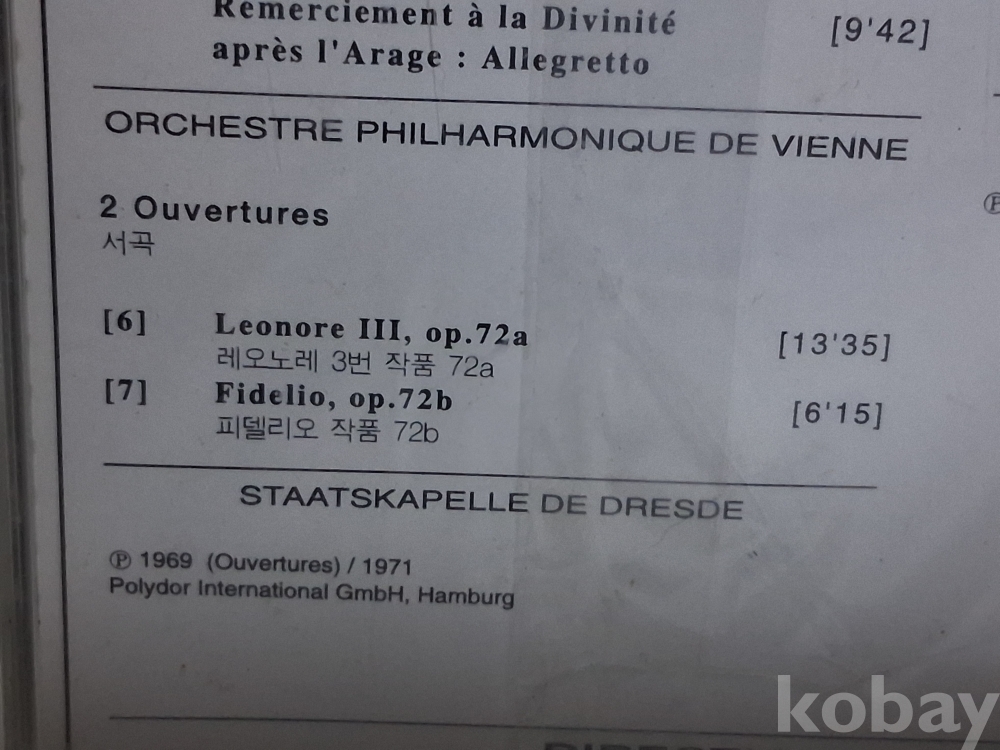 Remerciement à la Divinité
après l'Arage : Allegretto [9'42]
ORCHESTRE PHILHARMONIQUE DE VIENNE
2 Ouvertures
서곡
[6] Leonore III, op.72a [13'35]
레오노레 3번 작품 72a
[7] Fidelio, op.72b [6'15]
피델리오 작품 72b
STAATSKAPELLE DE DRESDE
℗ 1969 (Ouvertures) / 1971
Polydor International GmbH, Hamburg
℗
kobay